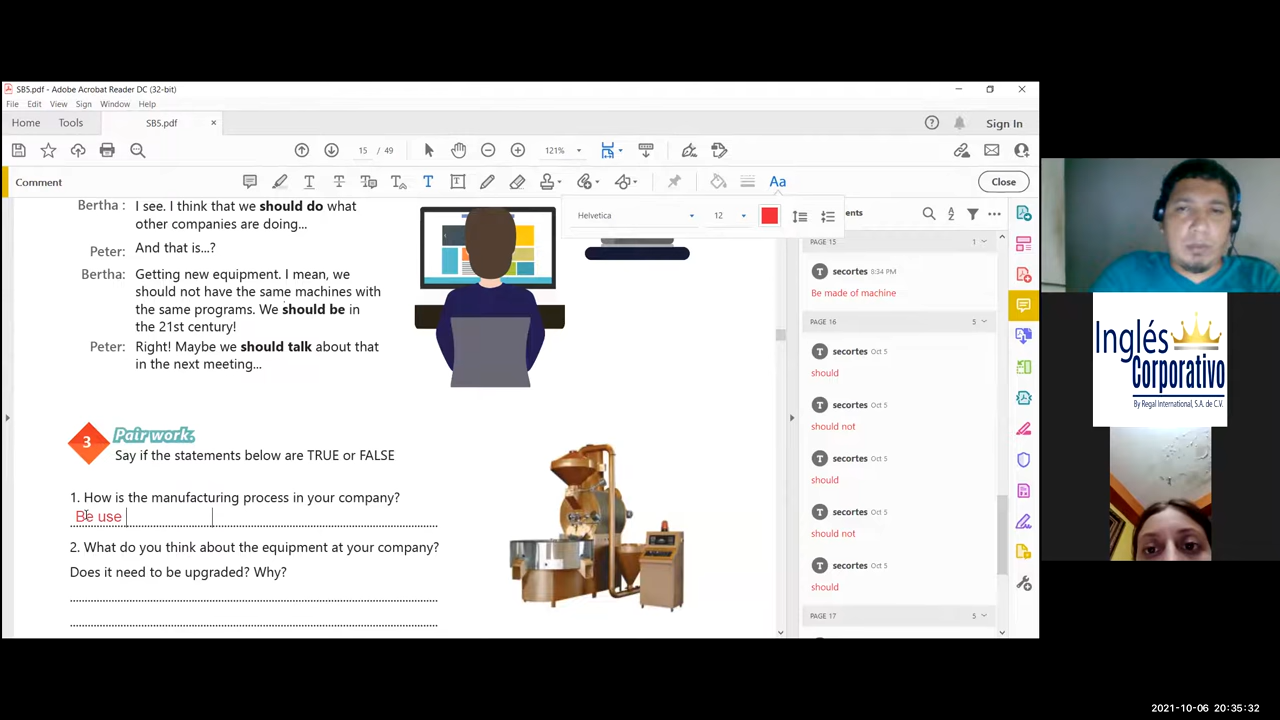 SB5.pdf - Adobe Acrobat Reader DC (32-bit)
File Edit View Sign Window Help
Home Tools SB5.pdf × Sign In
15 / 49 121%
Comment Close
Helvetica 12
ents
Bertha : I see. I think that we should do what
other companies are doing...
Peter: And that is...?
Bertha: Getting new equipment. I mean, we
should not have the same machines with
the same programs. We should be in
the 21st century!
Peter: Right! Maybe we should talk about that
in the next meeting...
3 Pair work.
Say if the statements below are TRUE or FALSE
1. How is the manufacturing process in your company?
Be use
2. What do you think about the equipment at your company?
Does it need to be upgraded? Why?
PAGE 15 1
secortes 8:34 PM
Be made of machine
PAGE 16 5
secortes Oct 5
should
secortes Oct 5
should not
secortes Oct 5
should
secortes Oct 5
should not
secortes Oct 5
should
PAGE 17 5
Inglés
Corporativo
By Regal International, S.A. de C.V.
2021-10-06 20:35:32